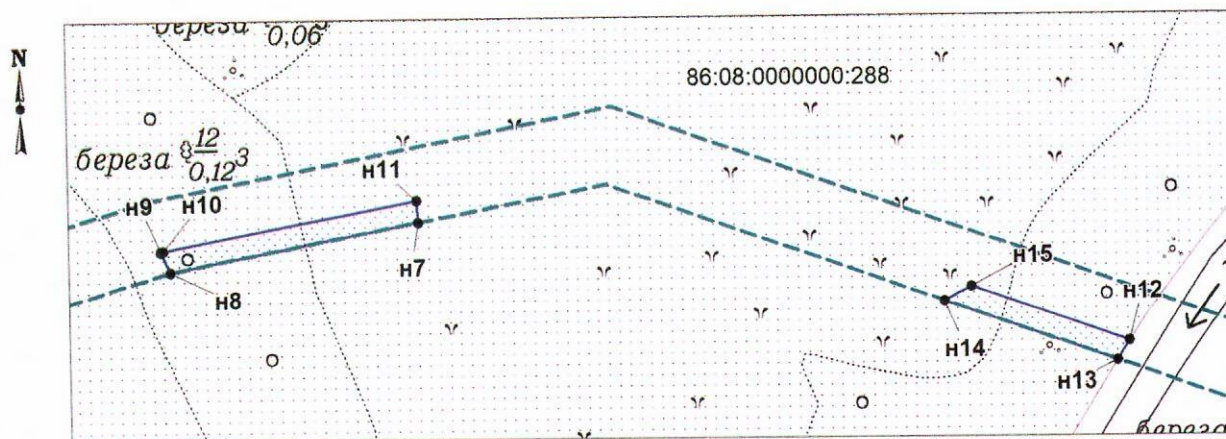 береза 0,06
N
86:08:0000000:288
береза 12/0,12 3
н11
н9 н10
н7
н8
н15
н12
н14
н13
береза